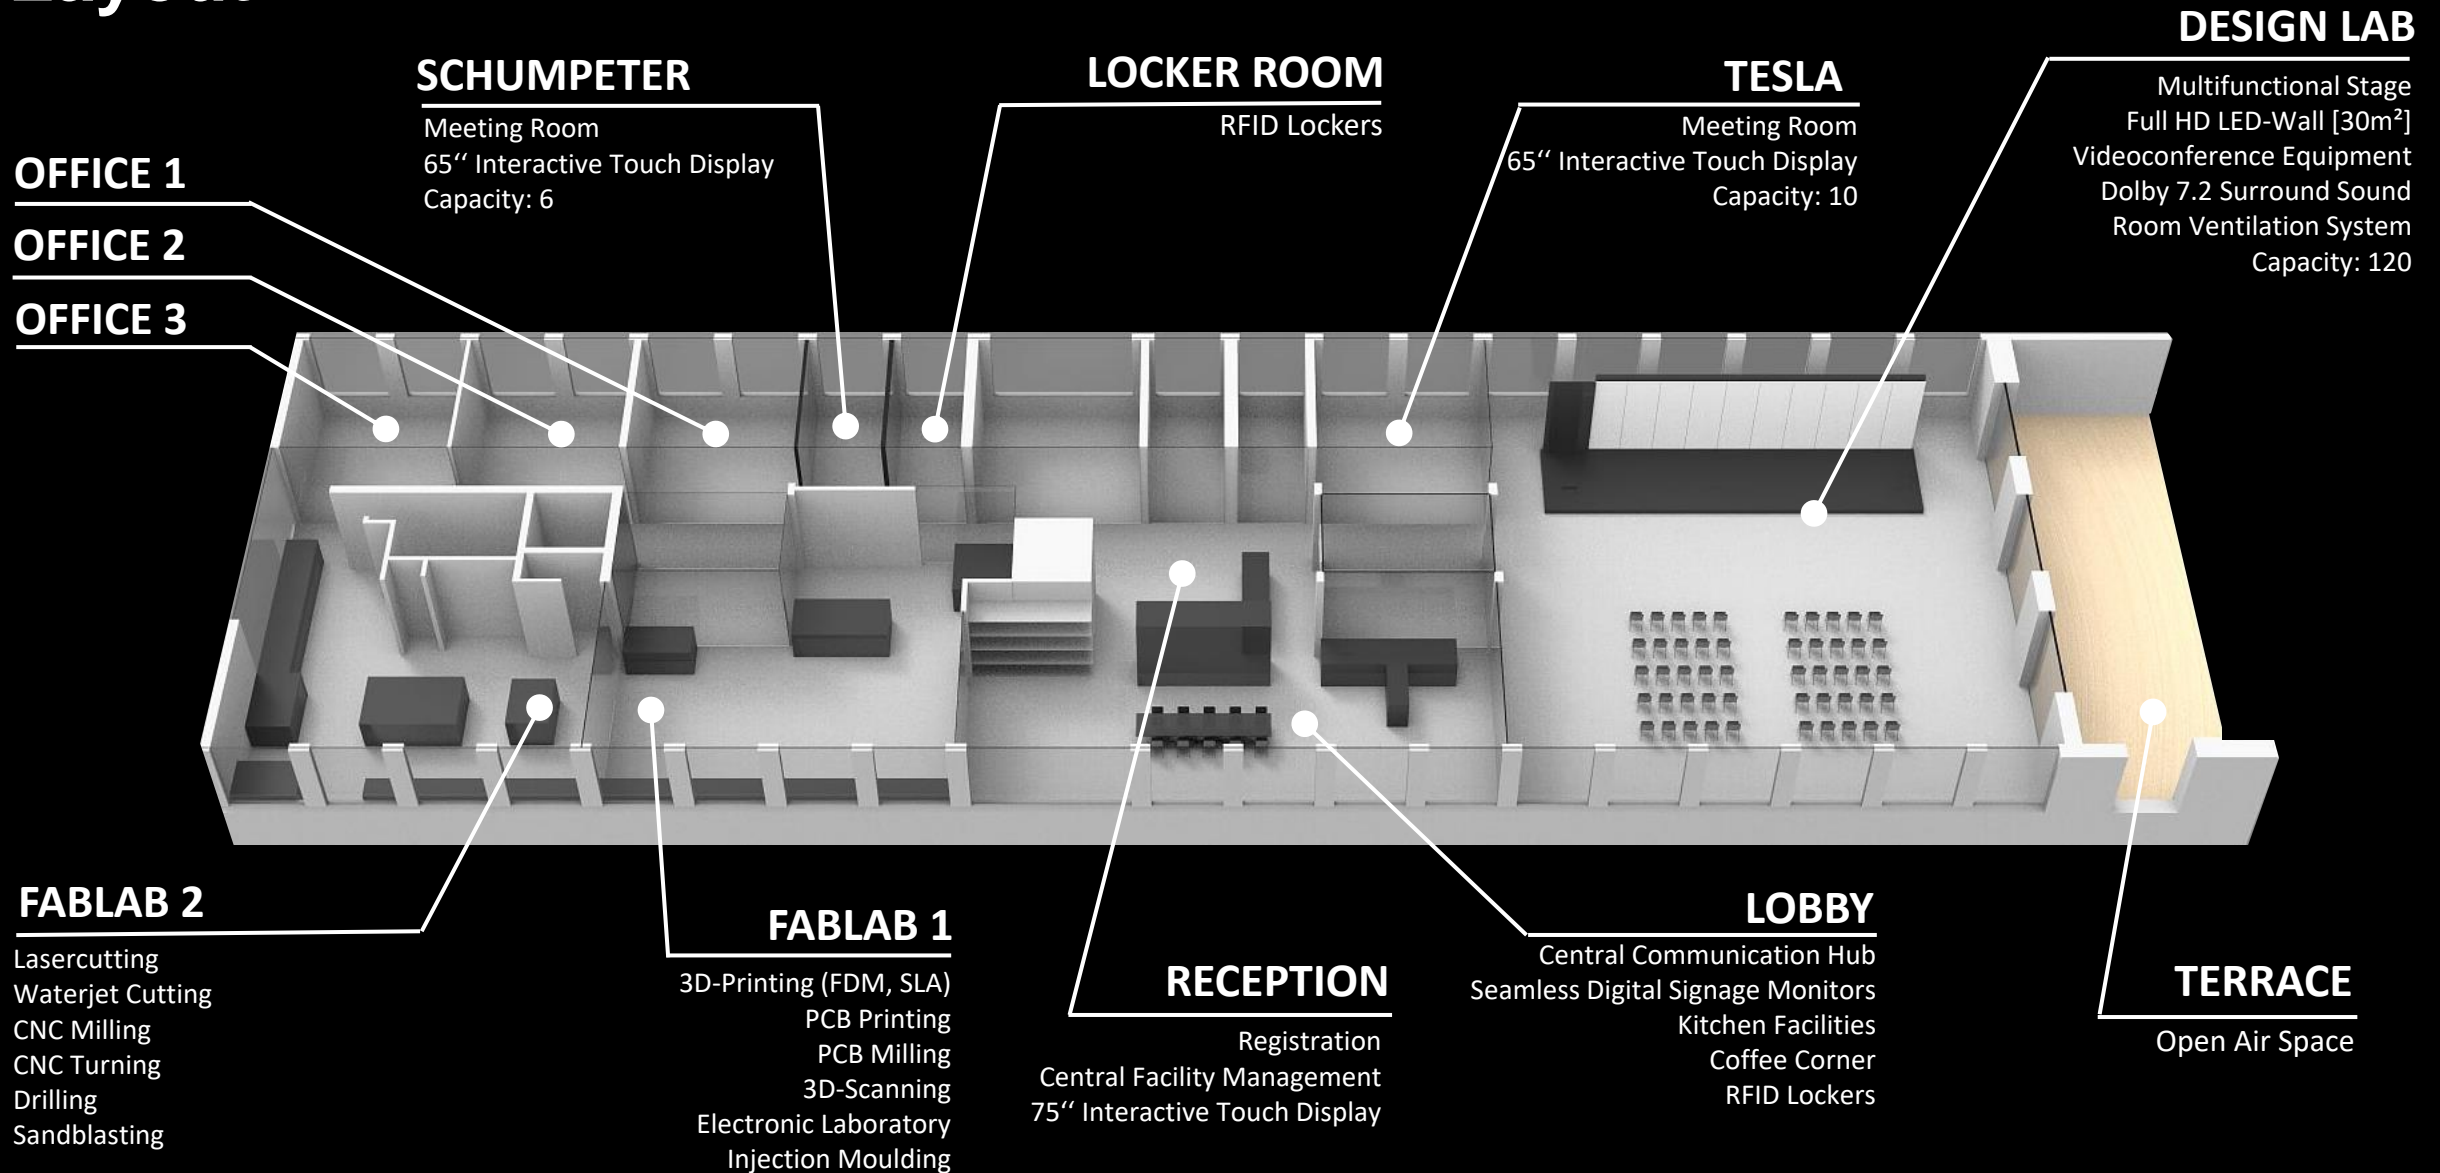 Layout
DESIGN LAB
Multifunctional Stage
Full HD LED-Wall [30m²]
Videoconference Equipment
Dolby 7.2 Surround Sound
Room Ventilation System
Capacity: 120
SCHUMPETER
Meeting Room
65‘‘ Interactive Touch Display
Capacity: 6
LOCKER ROOM
RFID Lockers
TESLA
Meeting Room
65‘‘ Interactive Touch Display
Capacity: 10
OFFICE 1
OFFICE 2
OFFICE 3
FABLAB 2
Lasercutting
Waterjet Cutting
CNC Milling
CNC Turning
Drilling
Sandblasting
FABLAB 1
3D-Printing (FDM, SLA)
PCB Printing
PCB Milling
3D-Scanning
Electronic Laboratory
Injection Moulding
RECEPTION
Registration
Central Facility Management
75‘‘ Interactive Touch Display
LOBBY
Central Communication Hub
Seamless Digital Signage Monitors
Kitchen Facilities
Coffee Corner
RFID Lockers
TERRACE
Open Air Space